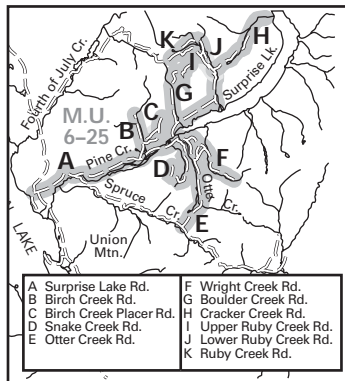 K
J
H
I
Fourth of July Cr.
G
Surprise Lk.
M.U.
6–25
C
B
A
Pine Cr.
D
F
Otter
Cr.
Spruce
Cr.
E
Union
Mtn.
LAKE
A Surprise Lake Rd.
B Birch Creek Rd.
C Birch Creek Placer Rd.
D Snake Creek Rd.
E Otter Creek Rd.
F Wright Creek Rd.
G Boulder Creek Rd.
H Cracker Creek Rd.
I Upper Ruby Creek Rd.
J Lower Ruby Creek Rd.
K Ruby Creek Rd.